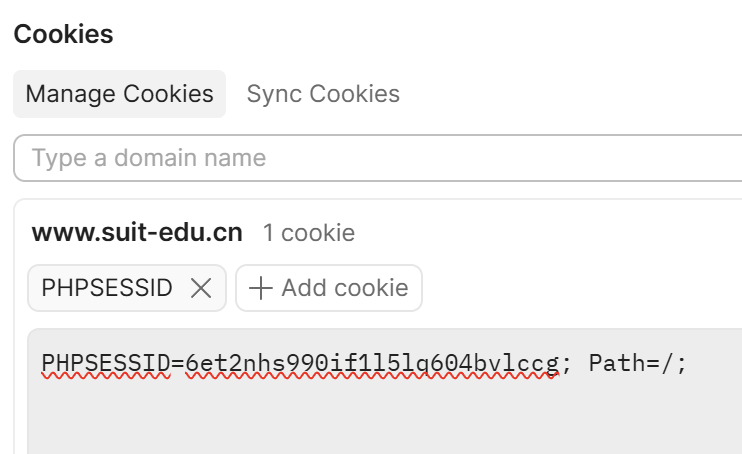 Cookies
Manage Cookies Sync Cookies
Type a domain name
www.suit-edu.cn 1 cookie
PHPSESSID Add cookie
PHPSESSID=6et2nhs990if1l5lq604bvlccg; Path=/;